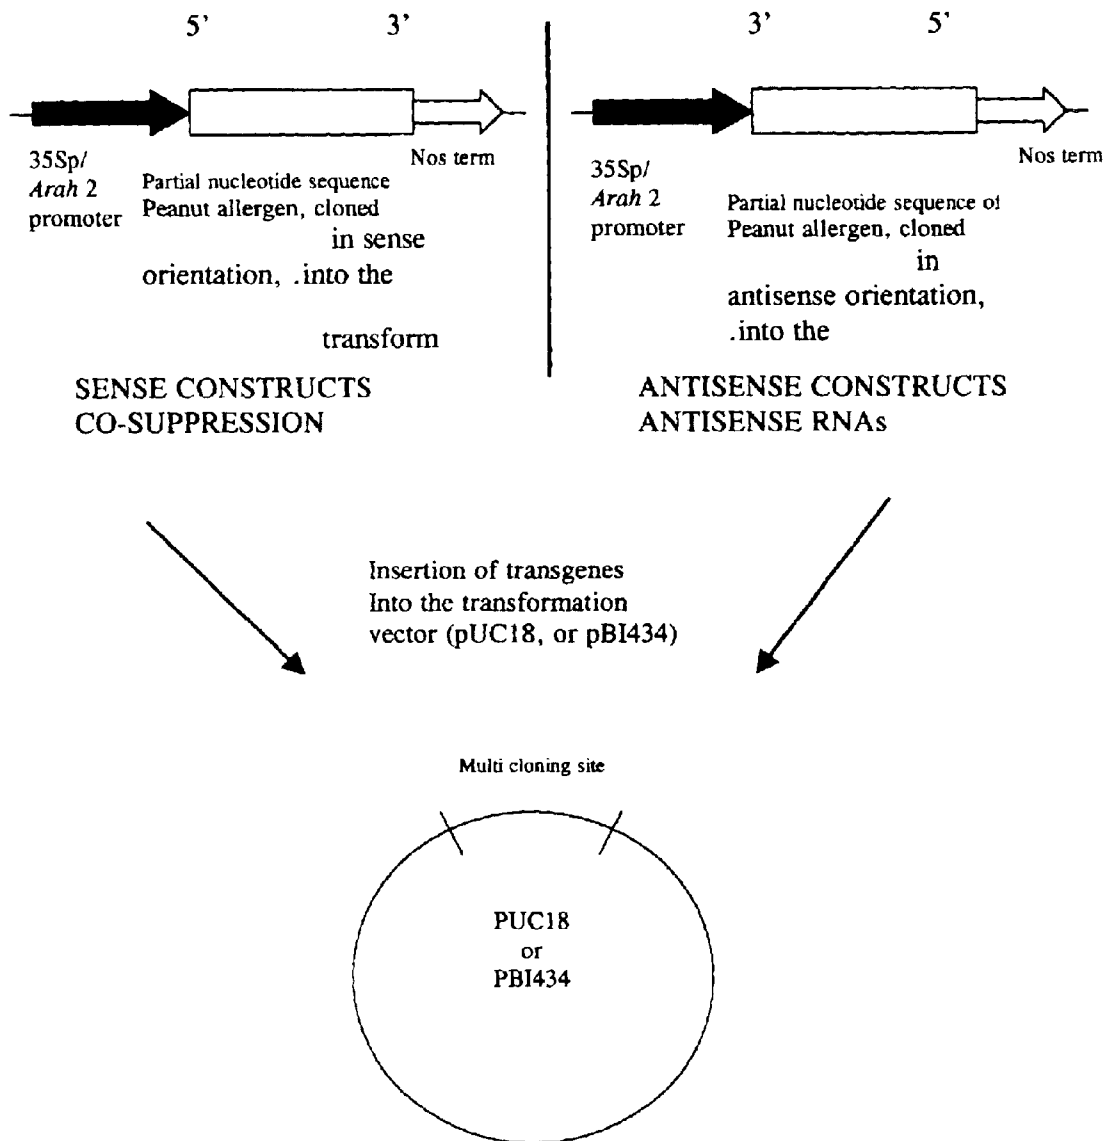 5’ 3’
35Sp/
Arah 2
promoter
Nos term
Partial nucleotide sequence
Peanut allergen, cloned
in sense
orientation, .into the
transform
SENSE CONSTRUCTS
CO-SUPPRESSION
3’ 5’
35Sp/
Arah 2
promoter
Nos term
Partial nucleotide sequence of
Peanut allergen, cloned
in
antisense orientation,
.into the
ANTISENSE CONSTRUCTS
ANTISENSE RNAs
Insertion of transgenes
Into the transformation
vector (pUC18, or pBI434)
Multi cloning site
PUC18
or
PBI434